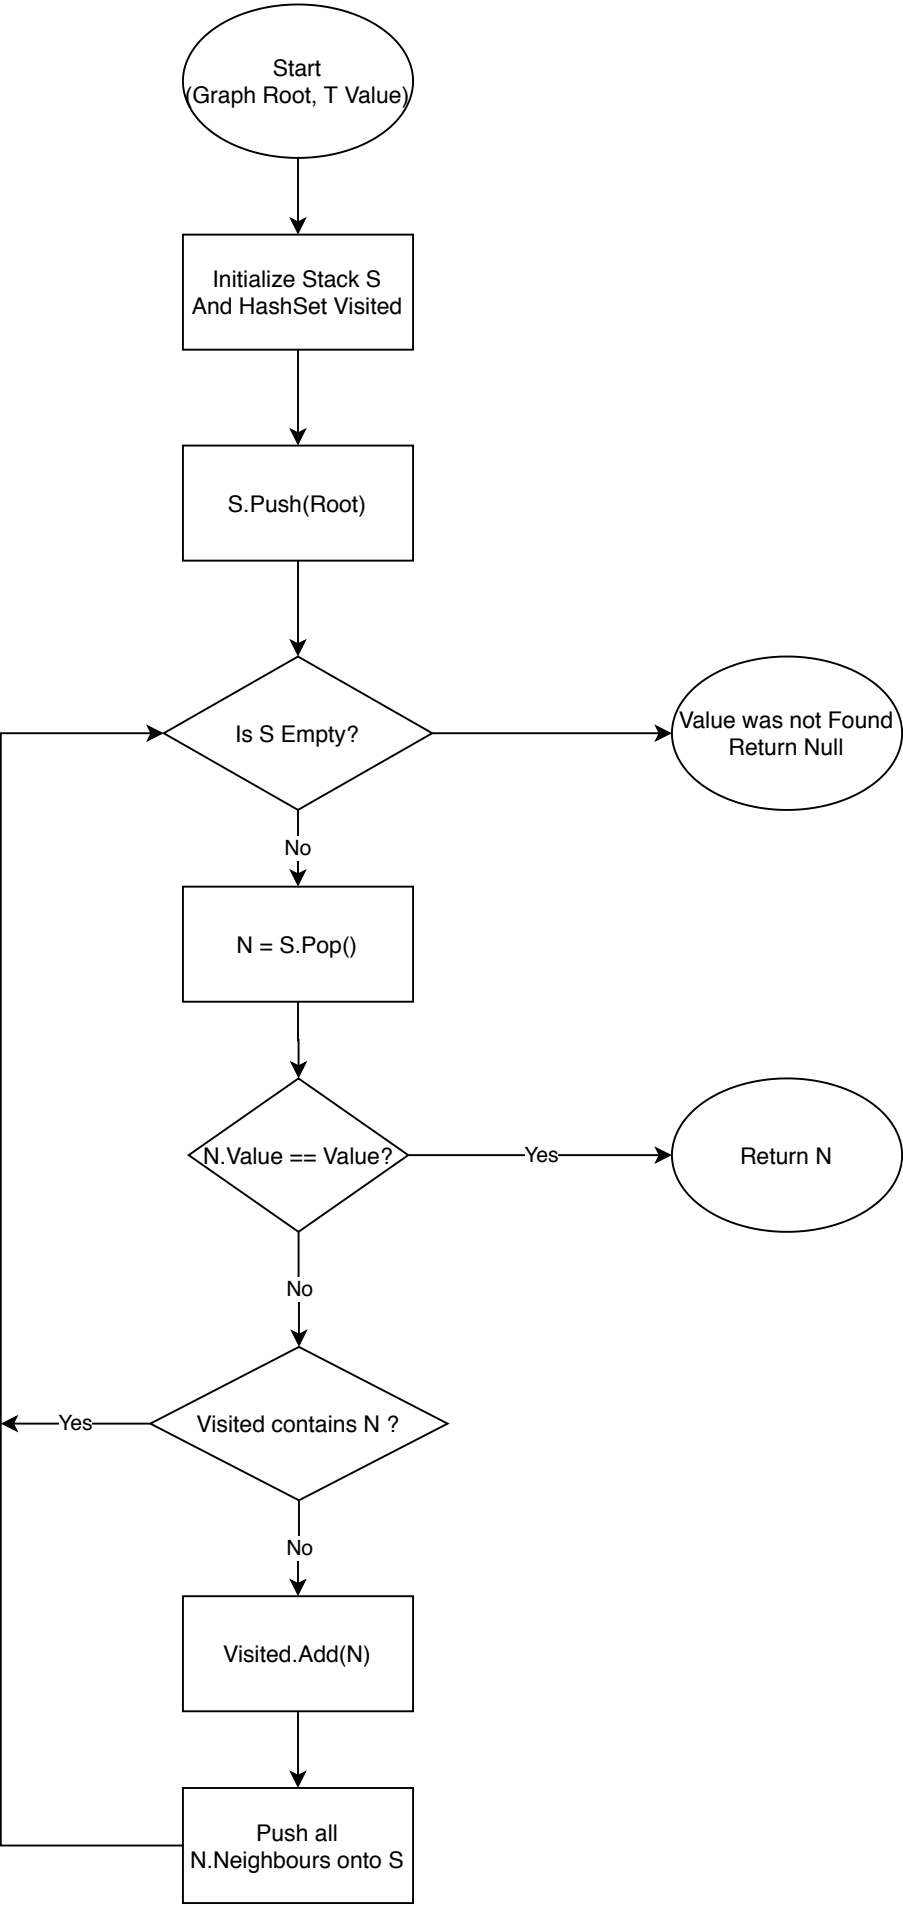 Start
(Graph Root, T Value)
Initialize Stack S
And HashSet Visited
S.Push(Root)
Is S Empty?
Value was not Found
Return Null
No
N = S.Pop()
N.Value == Value?
Yes
Return N
No
Visited contains N ?
Yes
No
Visited.Add(N)
Push all
N.Neighbours onto S